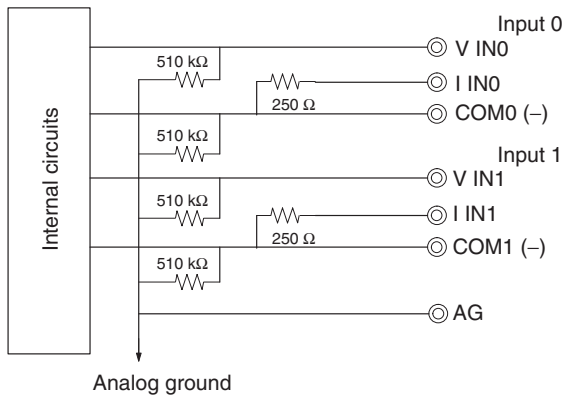 Input 0
V IN0
510 kΩ
I IN0
250 Ω
COM0 (−)
510 kΩ
Input 1
V IN1
510 kΩ
I IN1
250 Ω
COM1 (−)
510 kΩ
AG
Internal circuits
Analog ground